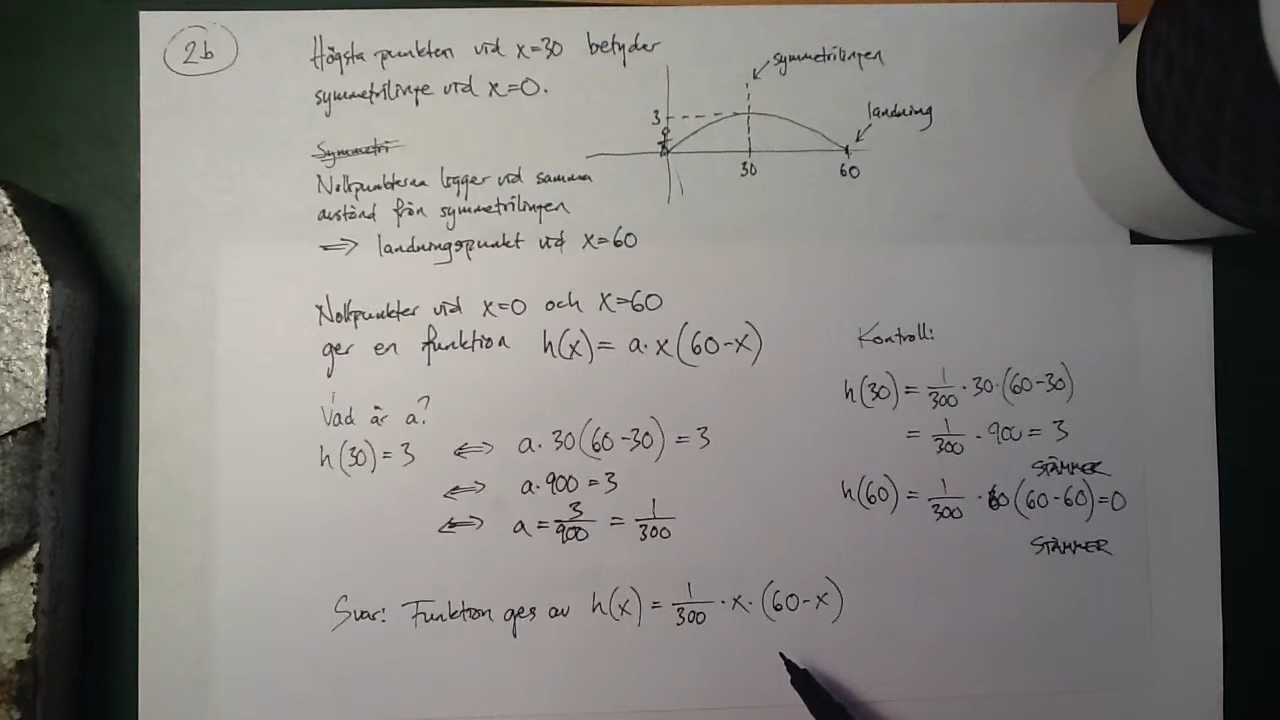 2b
Högsta punkten vid x=30 betyder
symmetrilinje vid x=0.
Symmetri
Nollpunkterna ligger vid samma
avstånd från symmetrilinjen
⇒ landningspunkt vid x=60
symmetrilinjen
landning
3
30
60
Nollpunkter vid x=0 och x=60
ger en funktion h(x) = a·x(60-x)
Vad är a?
h(30) = 3 ⇔ a·30(60-30) = 3
⇔ a·900 = 3
⇔ a = 3/900 = 1/300
Kontroll:
h(30) = 1/300 · 30·(60-30)
= 1/300 · 900 = 3
STÄMMER
h(60) = 1/300 · 60(60-60) = 0
STÄMMER
Svar: Funktion ges av h(x) = 1/300 · x·(60-x)